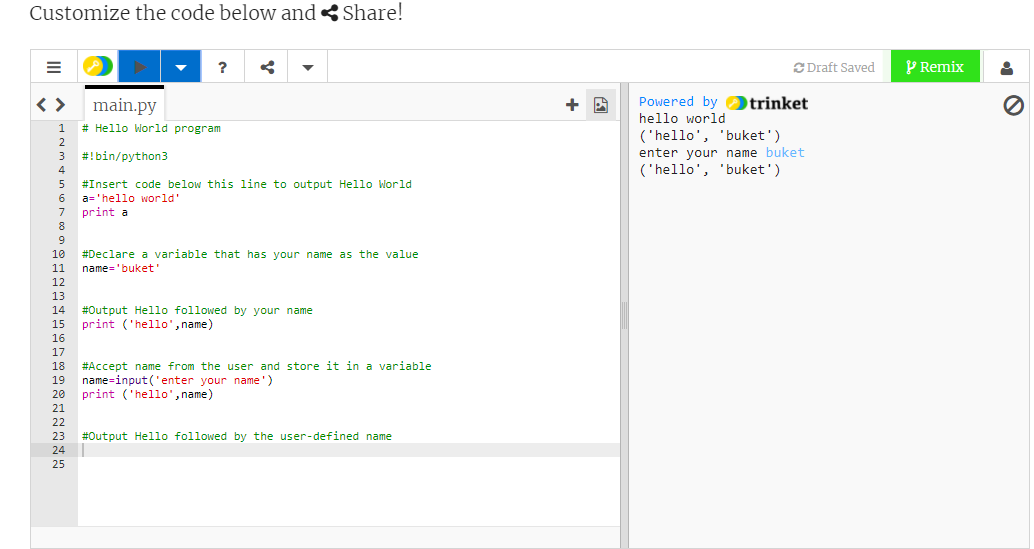 Customize the code below and Share!
? Draft Saved Remix
main.py
1 # Hello World program
2
3 #!bin/python3
4
5 #Insert code below this line to output Hello World
6 a='hello world'
7 print a
8
9
10 #Declare a variable that has your name as the value
11 name='buket'
12
13
14 #Output Hello followed by your name
15 print ('hello',name)
16
17
18 #Accept name from the user and store it in a variable
19 name=input('enter your name')
20 print ('hello',name)
21
22
23 #Output Hello followed by the user-defined name
24
25
Powered by trinket
hello world
('hello', 'buket')
enter your name buket
('hello', 'buket')